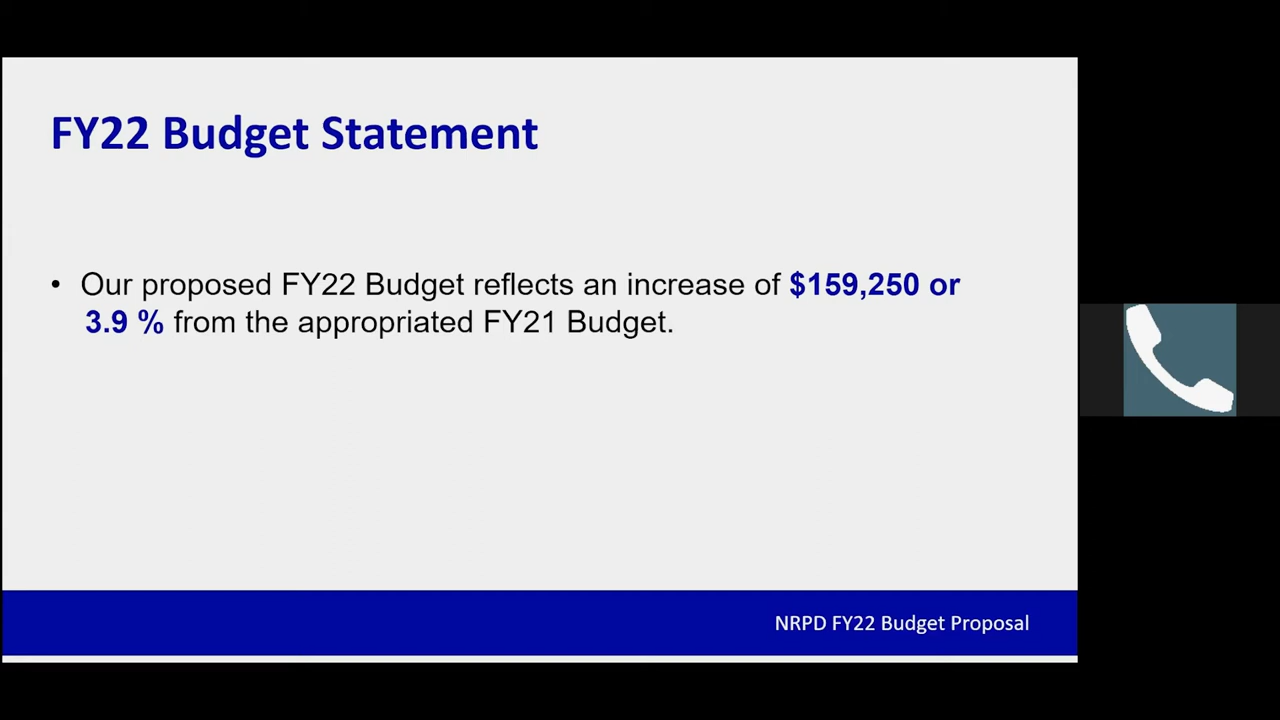 FY22 Budget Statement
• Our proposed FY22 Budget reflects an increase of $159,250 or
3.9 % from the appropriated FY21 Budget.
NRPD FY22 Budget Proposal